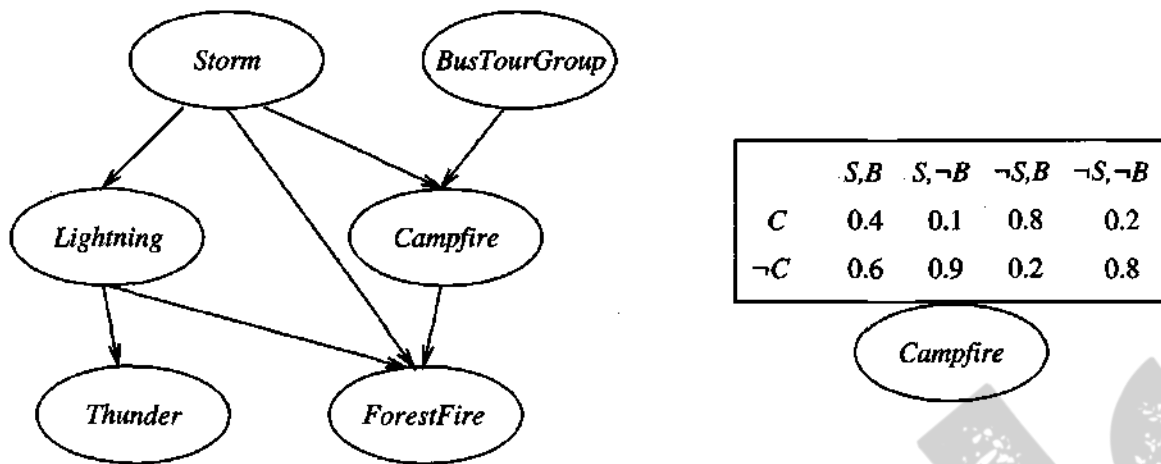 Storm
BusTourGroup
Lightning
Campfire
Thunder
ForestFire
S,B S,¬B ¬S,B ¬S,¬B
C 0.4 0.1 0.8 0.2
¬C 0.6 0.9 0.2 0.8
Campfire